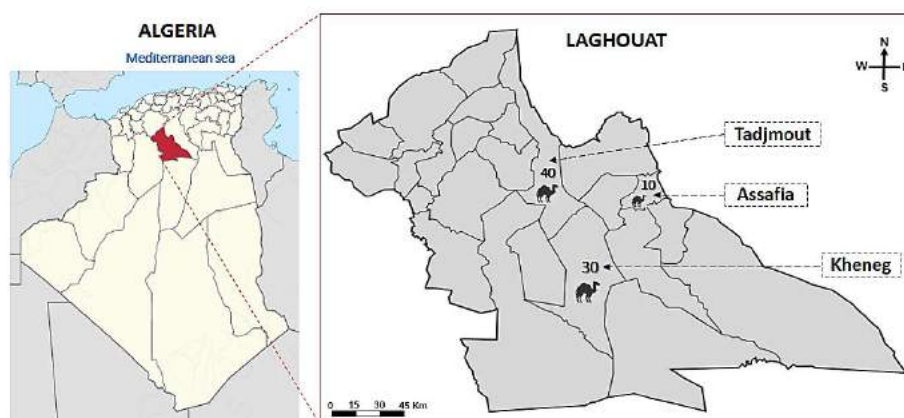 ALGERIA
Mediterranean sea
LAGHOUAT
N
W
S
Tadjmout
40
10
Assafia
30
Kheneg
0 15 30 45 Km